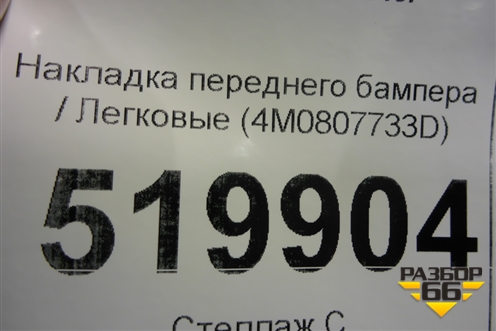 Накладка переднего бампера
/ Легковые (4M0807733D)
519904
РАЗБОР
66
Стеллаж С